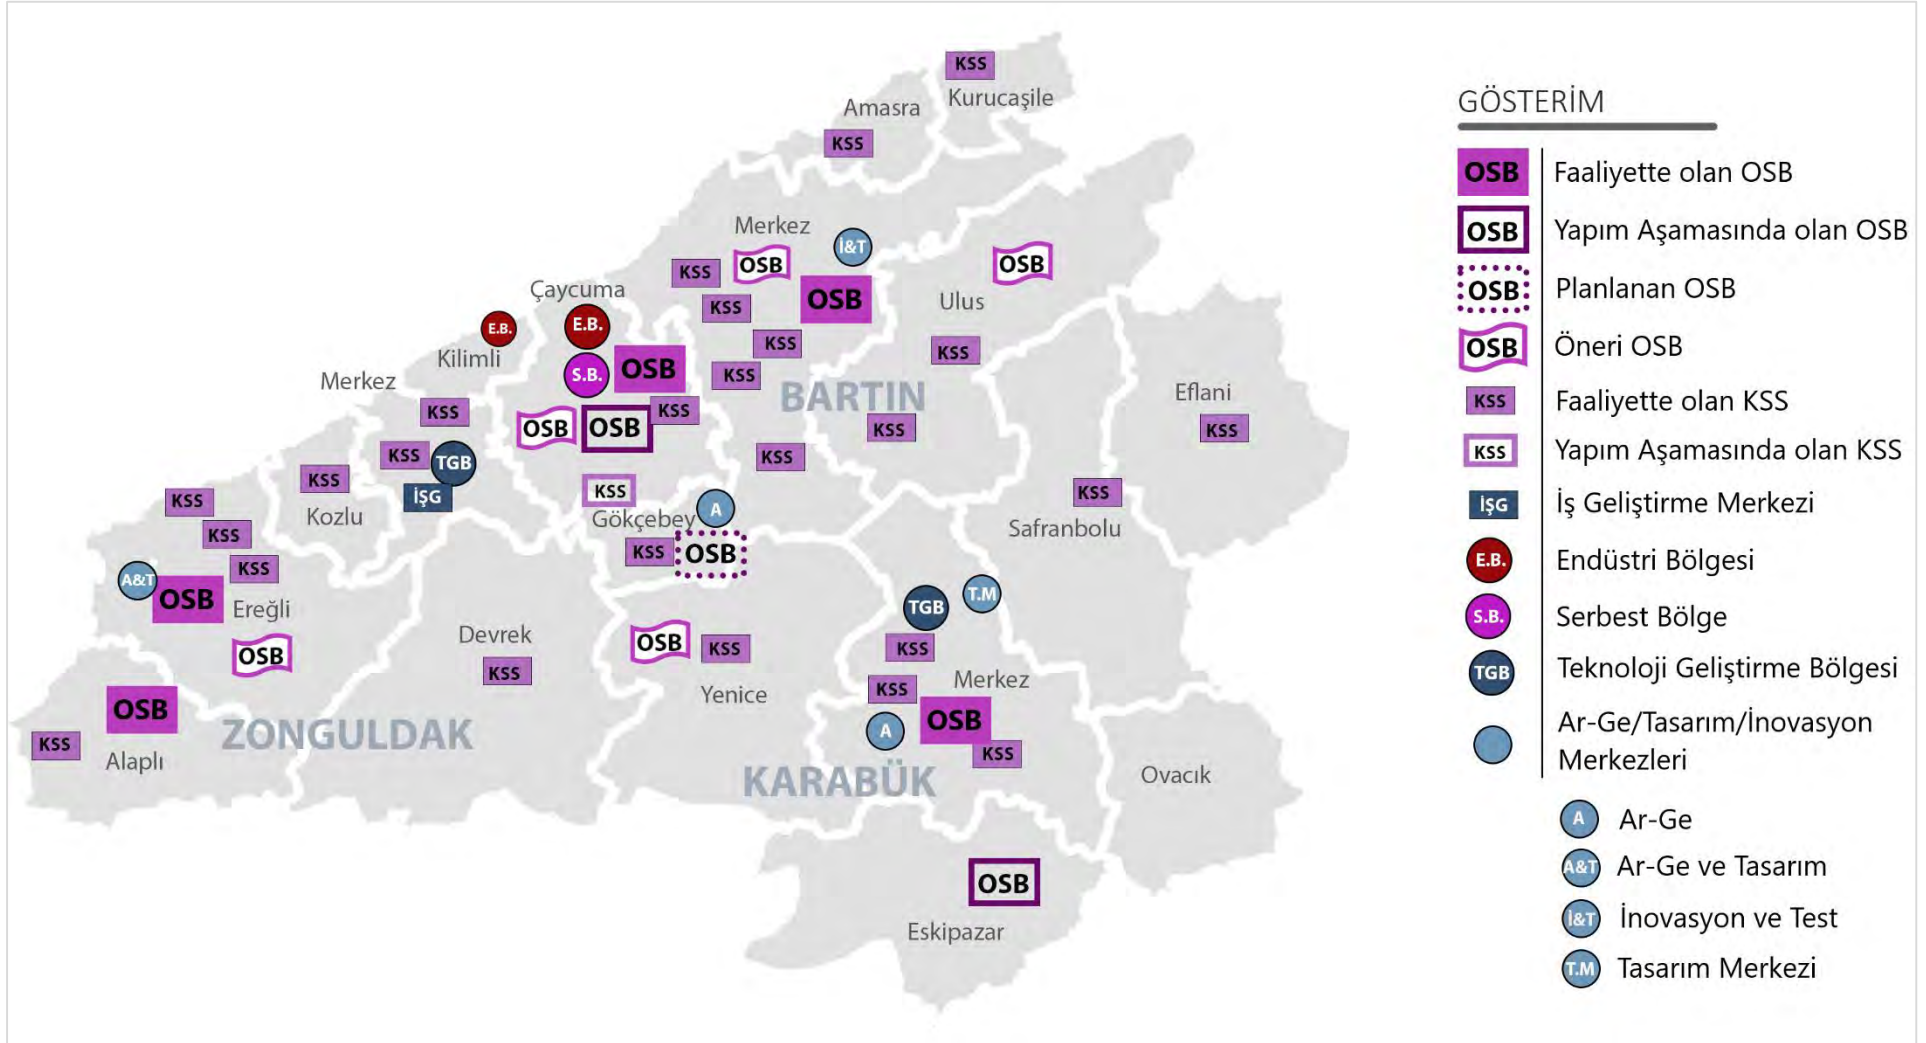 KSS
Kurucaşile
Amasra
KSS
Merkez
İ&T
OSB
KSS
OSB
KSS
KSS
KSS
OSB
Ulus
KSS
BARTIN
KSS
KSS
Çaycuma
E.B.
E.B.
Kilimli
S.B.
OSB
KSS
OSB
OSB
KSS
Merkez
KSS
KSS
TGB
İŞG
KSS
Kozlu
Gökçebey
A
KSS
OSB
Eflani
KSS
KSS
Safranbolu
KSS
KSS
KSS
A&T
OSB
Ereğli
OSB
Devrek
KSS
OSB
KSS
Yenice
TGB
T.M
KSS
Merkez
KSS
OSB
A
KSS
OSB
KSS
Alaplı
ZONGULDAK
KARABÜK
Ovacık
OSB
Eskipazar
GÖSTERİM
OSB Faaliyette olan OSB
OSB Yapım Aşamasında olan OSB
OSB Planlanan OSB
OSB Öneri OSB
KSS Faaliyette olan KSS
KSS Yapım Aşamasında olan KSS
İŞG İş Geliştirme Merkezi
E.B. Endüstri Bölgesi
S.B. Serbest Bölge
TGB Teknoloji Geliştirme Bölgesi
Ar-Ge/Tasarım/İnovasyon
Merkezleri
A Ar-Ge
A&T Ar-Ge ve Tasarım
İ&T İnovasyon ve Test
T.M Tasarım Merkezi